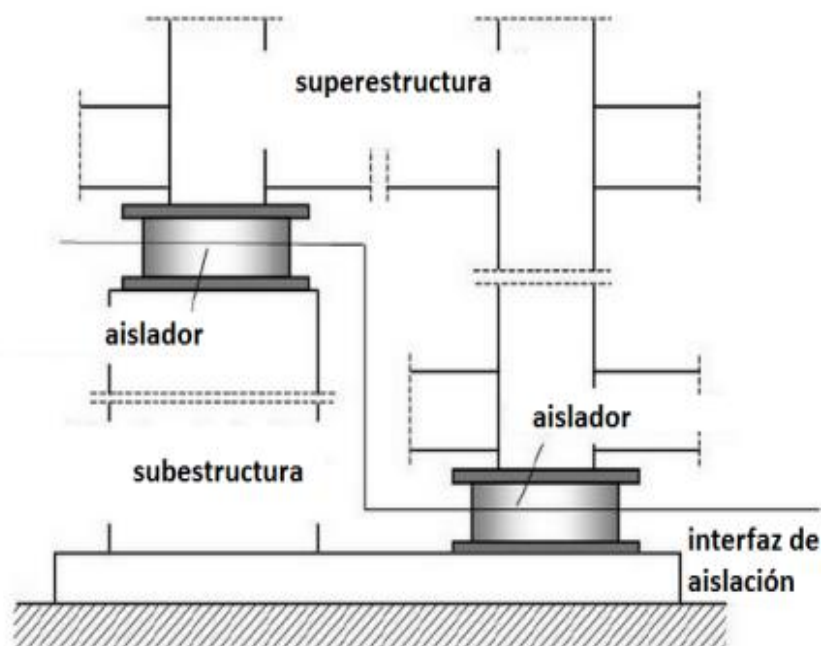 superestructura
aislador
aislador
subestructura
interfaz de
aislación